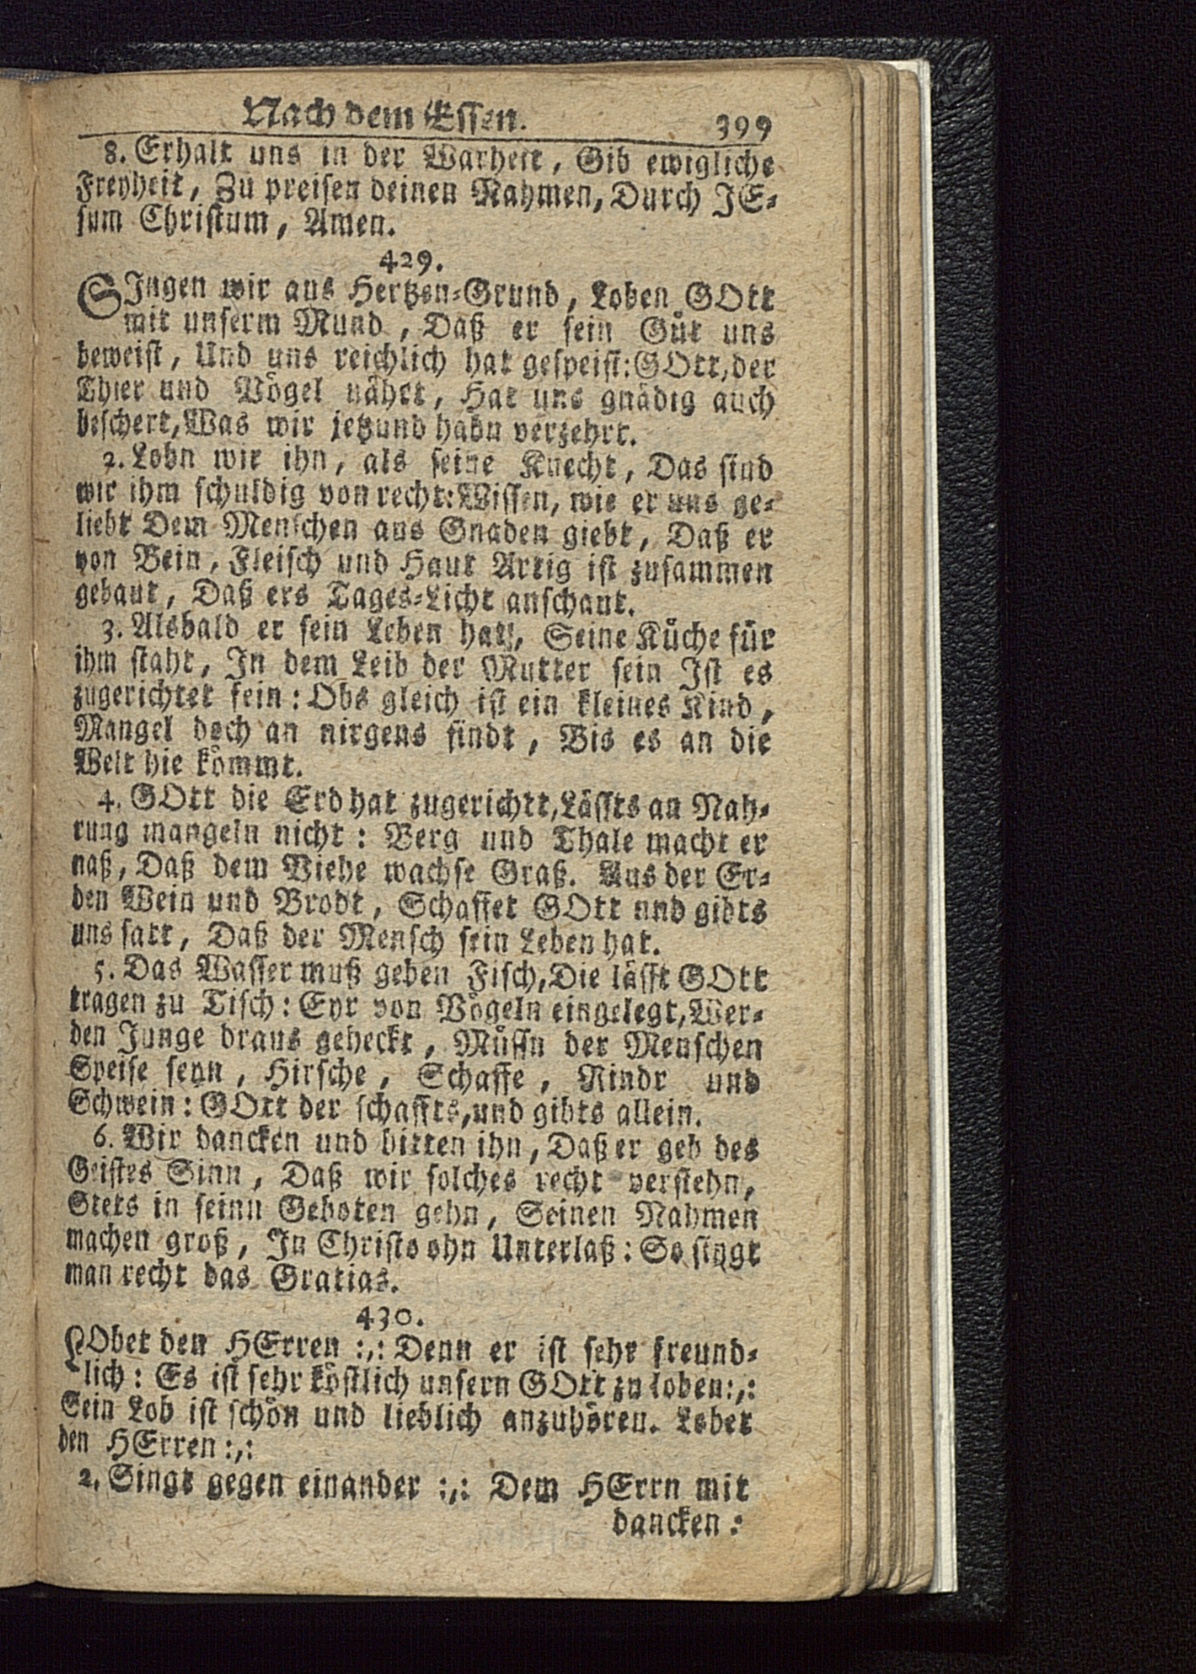 Nach dem Essen. 399
8. Erhalt uns in der Warheit, Gib ewigliche
Freyheit, Zu preisen deinen Nahmen, Durch JE-
sum Christum, Amen.
429.
SJngen wir aus Hertzen-Grund, Loben GOtt
mit unserm Mund, Daß er sein Güt uns
beweist, Und uns reichlich hat gespeist: GOtt, der
Thier und Vögel nährt, Hat uns gnädig auch
beschert, Was wir jetzund habn verzehrt.
2. Lobn wir ihn, als seine Knecht, Das sind
wir ihm schuldig von recht: Wissen, wie er uns ge-
liebt Dem Menschen aus Gnaden giebt, Daß er
von Bein, Fleisch und Haut Artig ist zusammen
gebaut, Daß ers Tages-Licht anschaut.
3. Alsbald er sein Leben hat, Seine Küche für
ihm staht, Jn dem Leib der Mutter sein Jst es
zugerichtet fein: Obs gleich ist ein kleines Kind,
Mangel doch an nirgens findt, Bis es an die
Welt hie kömmt.
4. GOtt die Erd hat zugericht, Lässts an Nah-
rung mangeln nicht: Berg und Thale macht er
naß, Daß dem Viehe wachse Graß. Aus der Er-
den Wein und Brodt, Schaffet GOtt und gibts
uns satt, Daß der Mensch sein Leben hat.
5. Das Wasser muß geben Fisch, Die lässt GOtt
tragen zu Tisch: Eyr von Vögeln eingelegt, Wer-
den Junge draus geheckt, Müssn der Menschen
Speise seyn, Hirsche, Schaffe, Rindr und
Schwein: GOtt der schaffts, und gibts allein.
6. Wir dancken und bitten ihn, Daß er geb des
Geistes Sinn, Daß wir solches recht verstehn,
Stets in seinn Geboten gehn, Seinen Nahmen
machen groß, Jn Christo ohn Unterlaß: So singt
man recht das Gratias.
430.
LObet den HErren :,: Denn er ist sehr freund-
lich: Es ist sehr köstlich unsern GOtt zu loben:,:
Sein Lob ist schön und lieblich anzuhören. Lobet
den HErren :,:
2. Singt gegen einander :,: Dem HErrn mit
dancken: